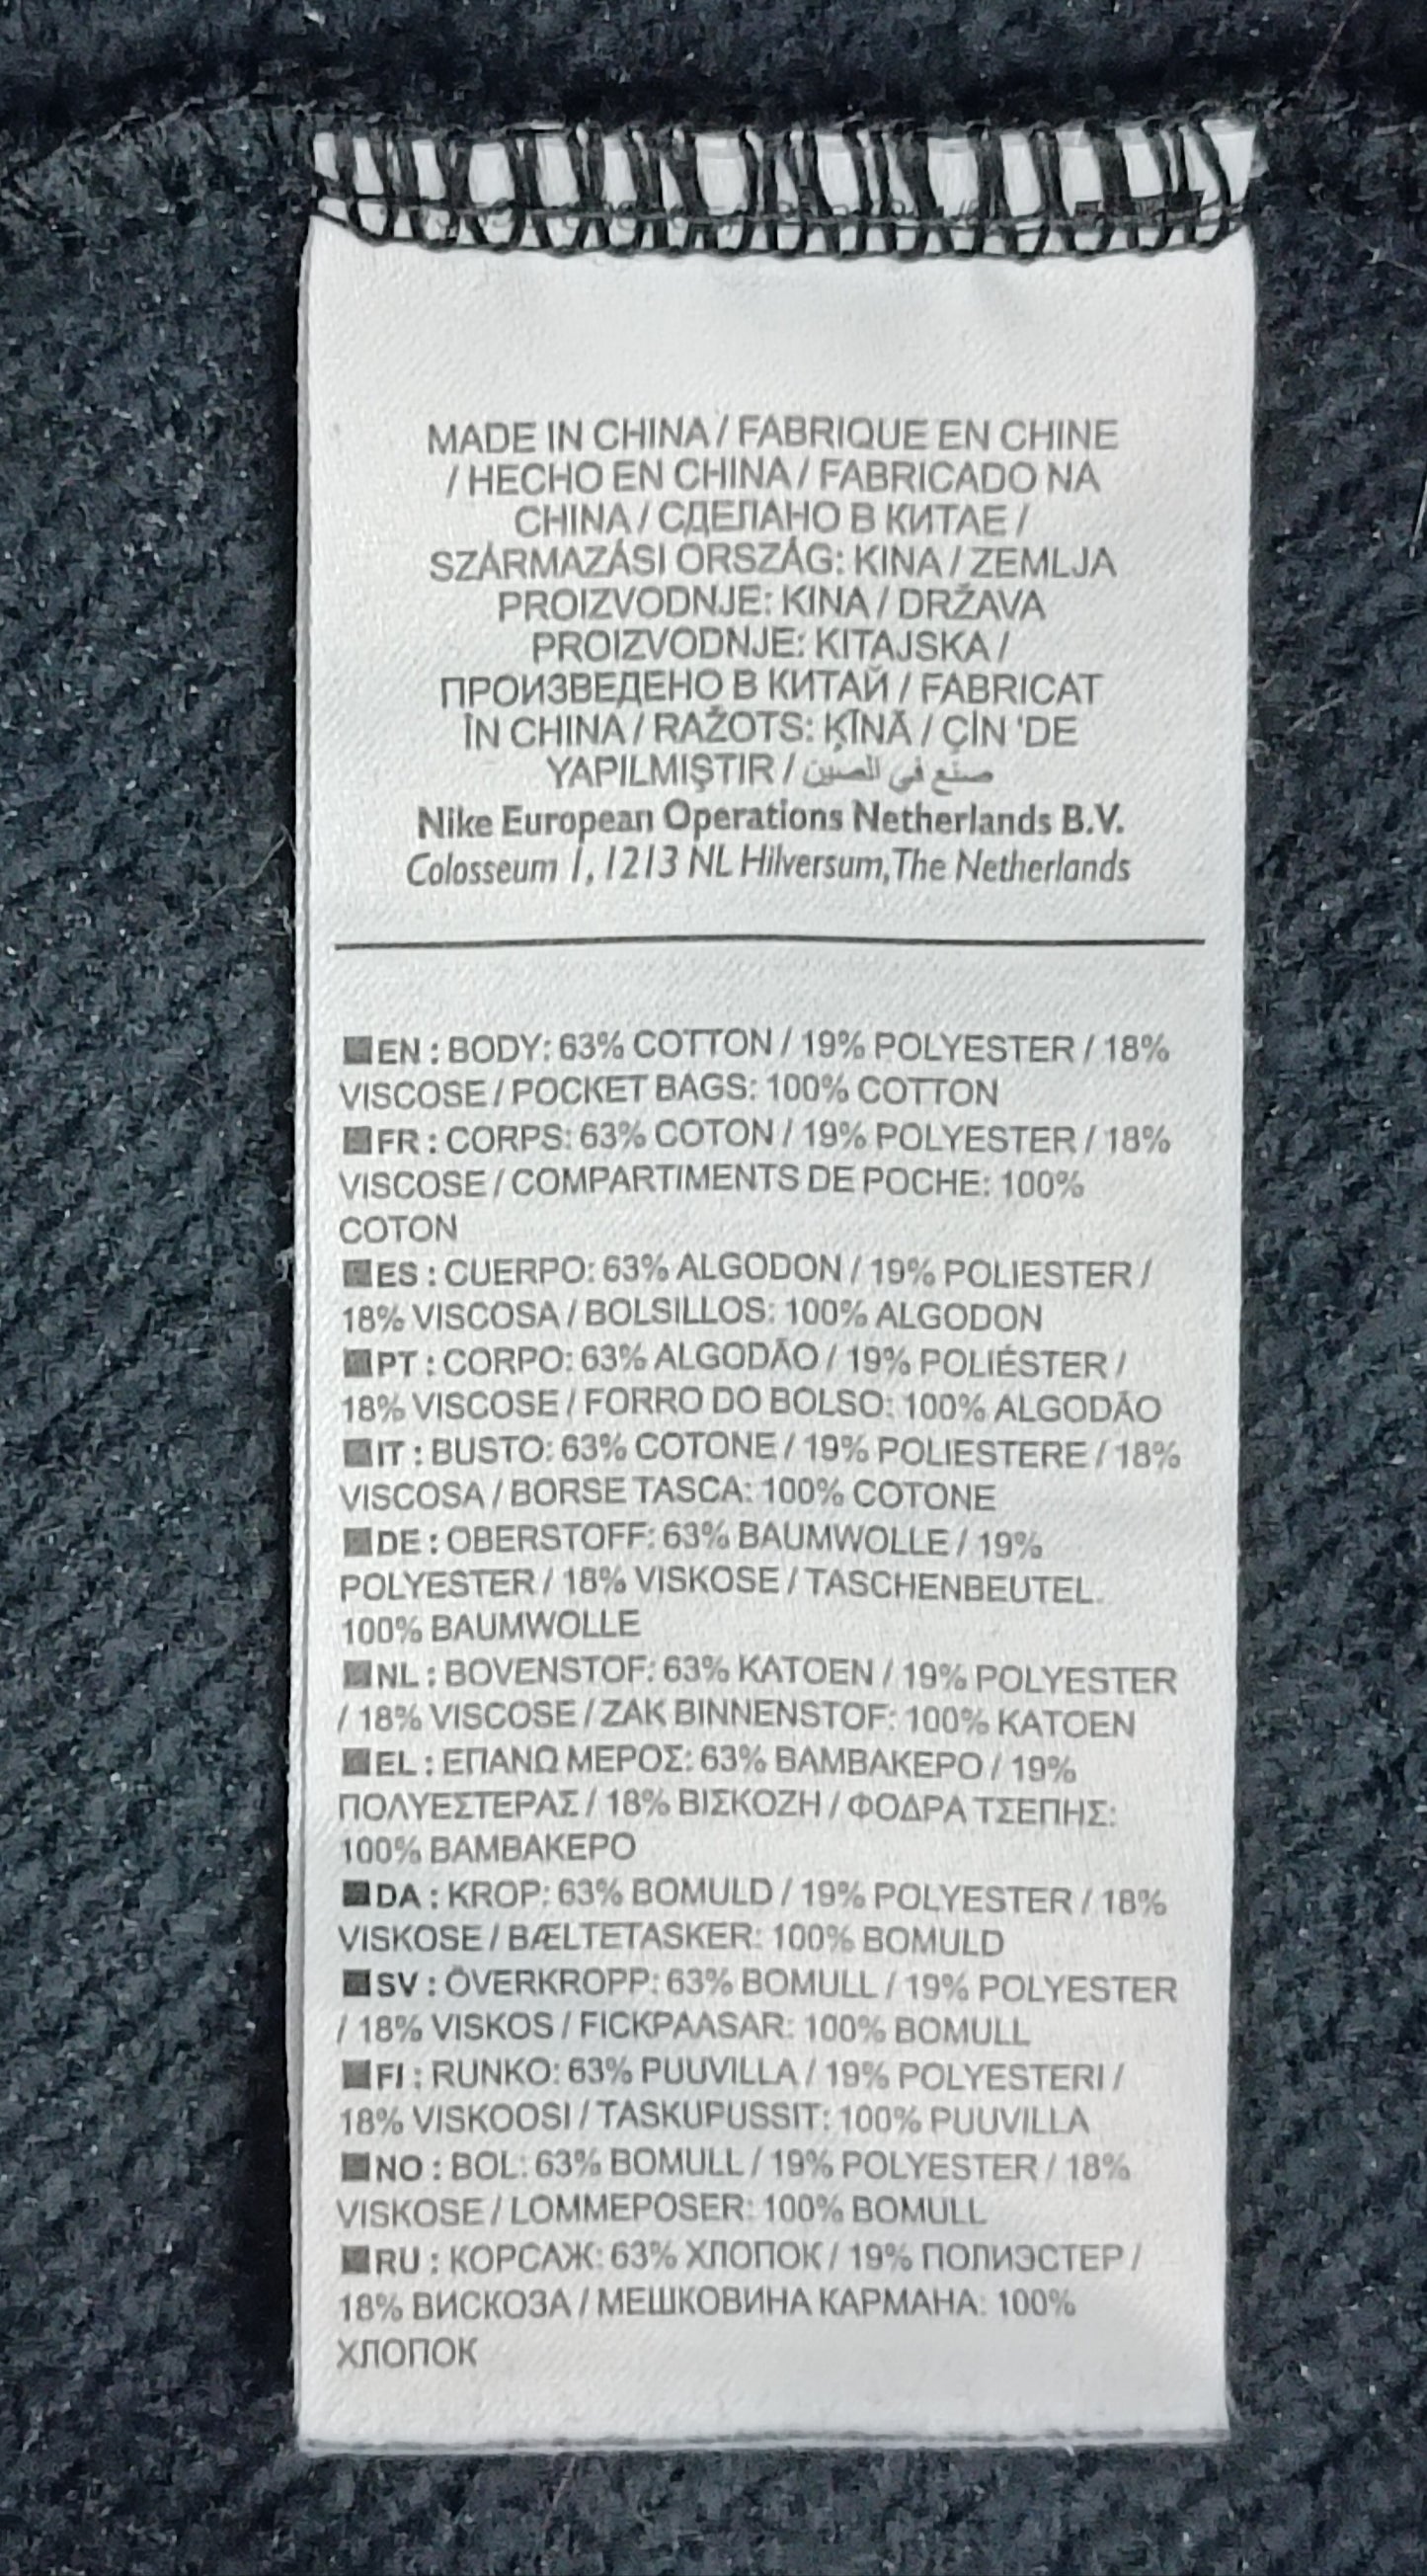 MADE IN CHINA / FABRIQUE EN CHINE
/ HECHO EN CHINA / FABRICADO NA
CHINA / СДЕЛАНО В КИТАЕ /
SZÁRMAZÁSI ORSZÁG: KINA / ZEMLJA
PROIZVODNJE: KINA / DRŽAVA
PROIZVODNJE: KITAJSKA /
ПРОИЗВЕДЕНО В КИТАЙ / FABRICAT
ÎN CHINA / RAŽOTS: ĶĪNĀ / ÇİN 'DE
YAPILMIŞTIR / صنع في الصين
Nike European Operations Netherlands B.V.
Colosseum 1, 1213 NL Hilversum, The Netherlands
EN : BODY: 63% COTTON / 19% POLYESTER / 18%
VISCOSE / POCKET BAGS: 100% COTTON
FR : CORPS: 63% COTON / 19% POLYESTER / 18%
VISCOSE / COMPARTIMENTS DE POCHE: 100%
COTON
ES : CUERPO: 63% ALGODON / 19% POLIESTER /
18% VISCOSA / BOLSILLOS: 100% ALGODON
PT : CORPO: 63% ALGODÃO / 19% POLIÉSTER /
18% VISCOSE / FORRO DO BOLSO: 100% ALGODÃO
IT : BUSTO: 63% COTONE / 19% POLIESTERE / 18%
VISCOSA / BORSE TASCA: 100% COTONE
DE : OBERSTOFF: 63% BAUMWOLLE / 19%
POLYESTER / 18% VISKOSE / TASCHENBEUTEL.
100% BAUMWOLLE
NL : BOVENSTOF: 63% KATOEN / 19% POLYESTER
/ 18% VISCOSE / ZAK BINNENSTOF: 100% KATOEN
EL : ΕΠΑΝΩ ΜΕΡΟΣ: 63% ΒΑΜΒΑΚΕΡΟ / 19%
ΠΟΛΥΕΣΤΕΡΑΣ / 18% ΒΙΣΚΟΖΗ / ΦΟΔΡΑ ΤΣΕΠΗΣ:
100% ΒΑΜΒΑΚΕΡΟ
DA : KROP: 63% BOMULD / 19% POLYESTER / 18%
VISKOSE / BÆLTETASKER: 100% BOMULD
SV : ÖVERKROPP: 63% BOMULL / 19% POLYESTER
/ 18% VISKOS / FICKPAASAR: 100% BOMULL
FI : RUNKO: 63% PUUVILLA / 19% POLYESTERI /
18% VISKOOSI / TASKUPUSSIT: 100% PUUVILLA
NO : BOL: 63% BOMULL / 19% POLYESTER / 18%
VISKOSE / LOMMEPOSER: 100% BOMULL
RU : КОРСАЖ: 63% ХЛОПОК / 19% ПОЛИЭСТЕР /
18% ВИСКОЗА / МЕШКОВИНА КАРМАНА: 100%
ХЛОПОК